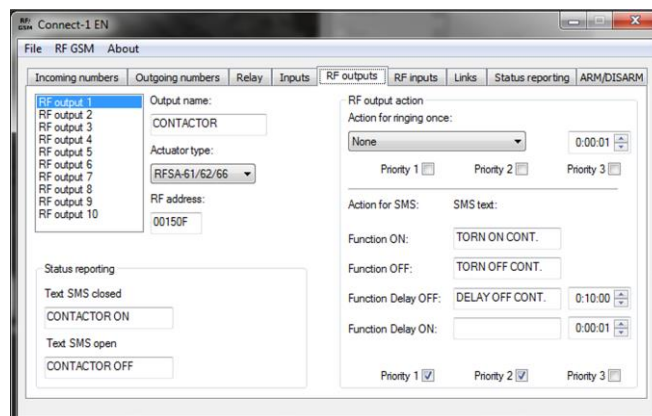 RF/GSM Connect-1 EN
File RF GSM About
Incoming numbers Outgoing numbers Relay Inputs RF outputs RF inputs Links Status reporting ARM/DISARM
RF output 1
RF output 2
RF output 3
RF output 4
RF output 5
RF output 6
RF output 7
RF output 8
RF output 9
RF output 10
Output name:
CONTACTOR
Actuator type:
RFSA-61/62/66
RF address:
00150F
Status reporting
Text SMS closed
CONTACTOR ON
Text SMS open
CONTACTOR OFF
RF output action
Action for ringing once:
None 0:00:01
Priority 1 Priority 2 Priority 3
Action for SMS: SMS text:
Function ON: TORN ON CONT.
Function OFF: TORN OFF CONT.
Function Delay OFF: DELAY OFF CONT. 0:10:00
Function Delay ON: 0:00:01
Priority 1 Priority 2 Priority 3